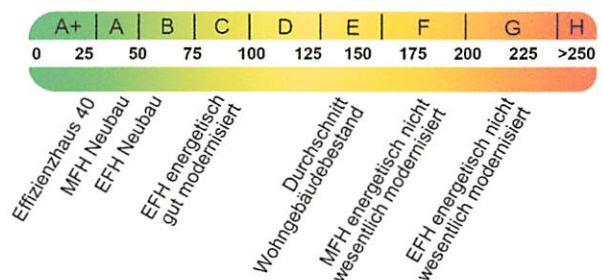 A+ A B C D E F G H
0 25 50 75 100 125 150 175 200 225 >250
Effizienzhaus 40
MFH Neubau
EFH Neubau
EFH energetisch
gut modernisiert
Durchschnitt
Wohngebäudebestand
MFH energetisch nicht
wesentlich modernisiert
EFH energetisch nicht
wesentlich modernisiert